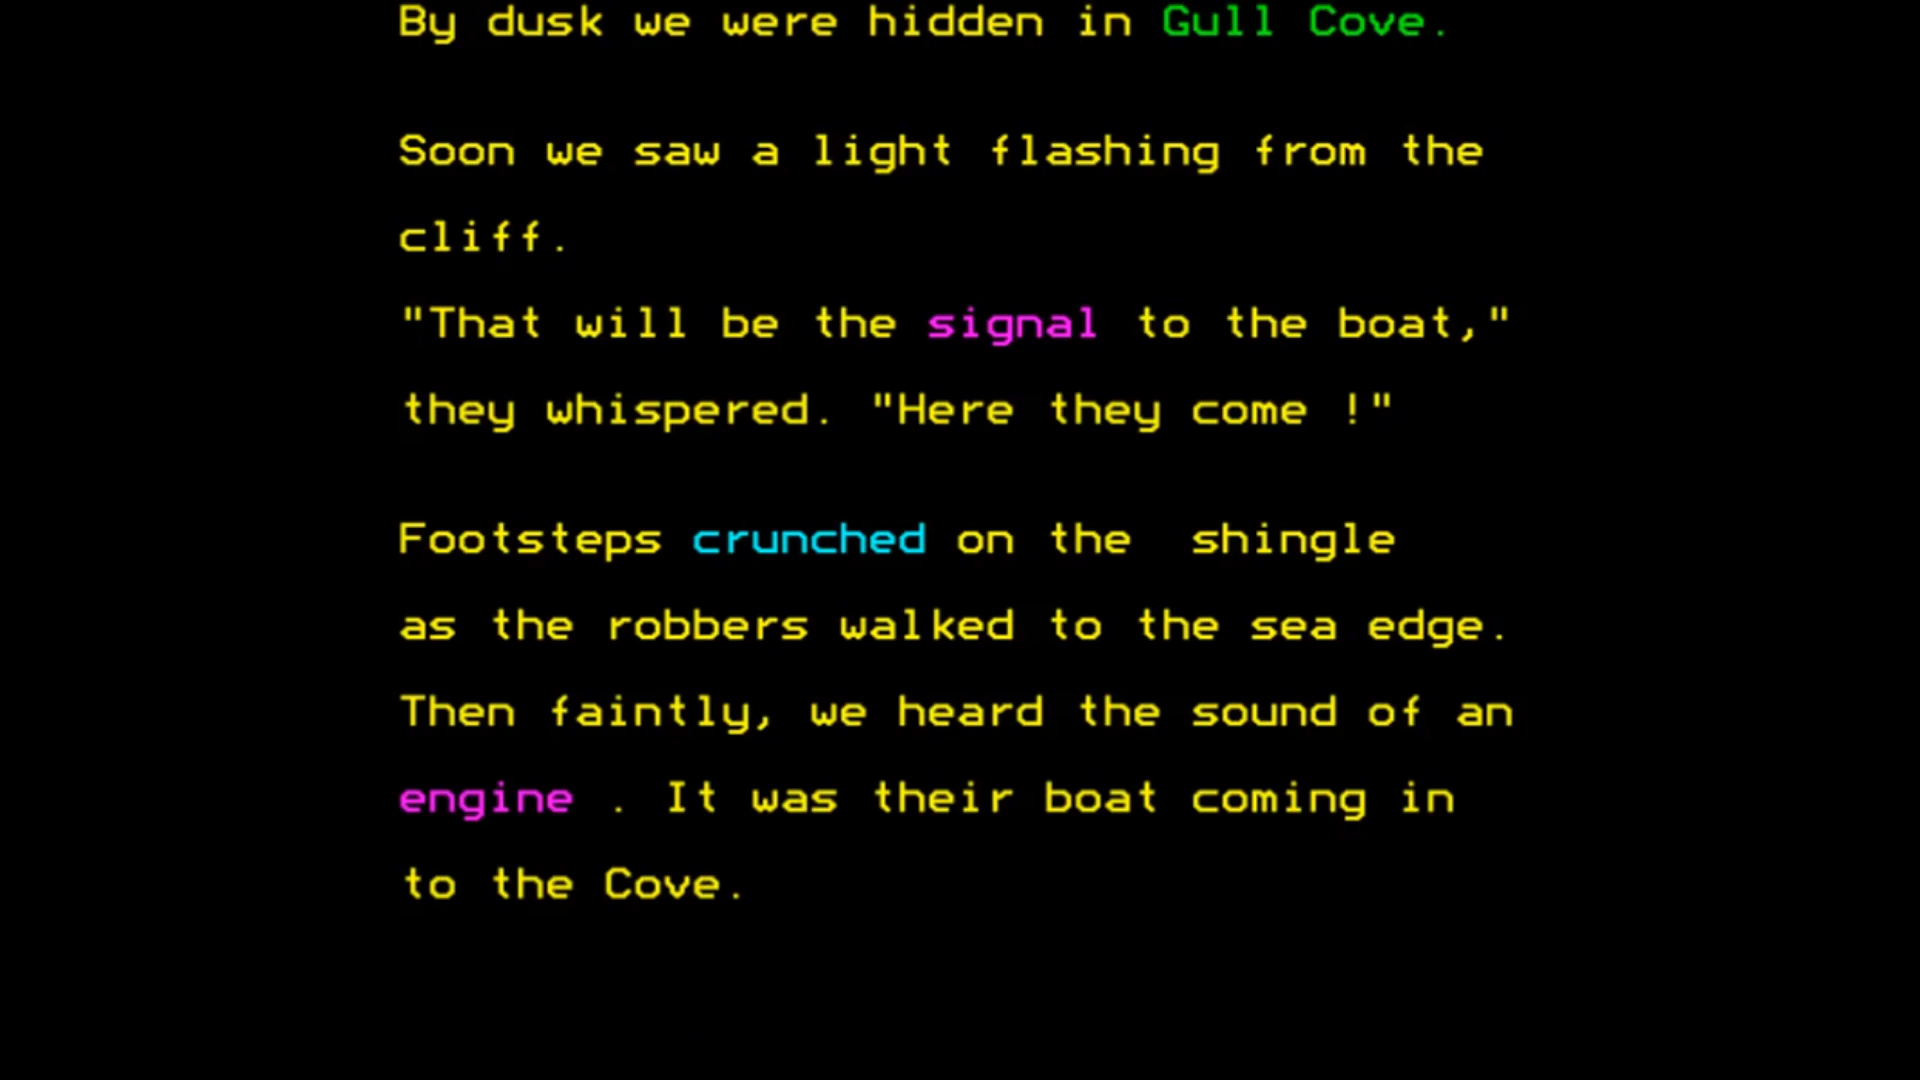 By dusk we were hidden in Gull Cove.
Soon we saw a light flashing from the
cliff.
"That will be the signal to the boat,"
they whispered. "Here they come !"
Footsteps crunched on the  shingle
as the robbers walked to the sea edge.
Then faintly, we heard the sound of an
engine . It was their boat coming in
to the Cove.